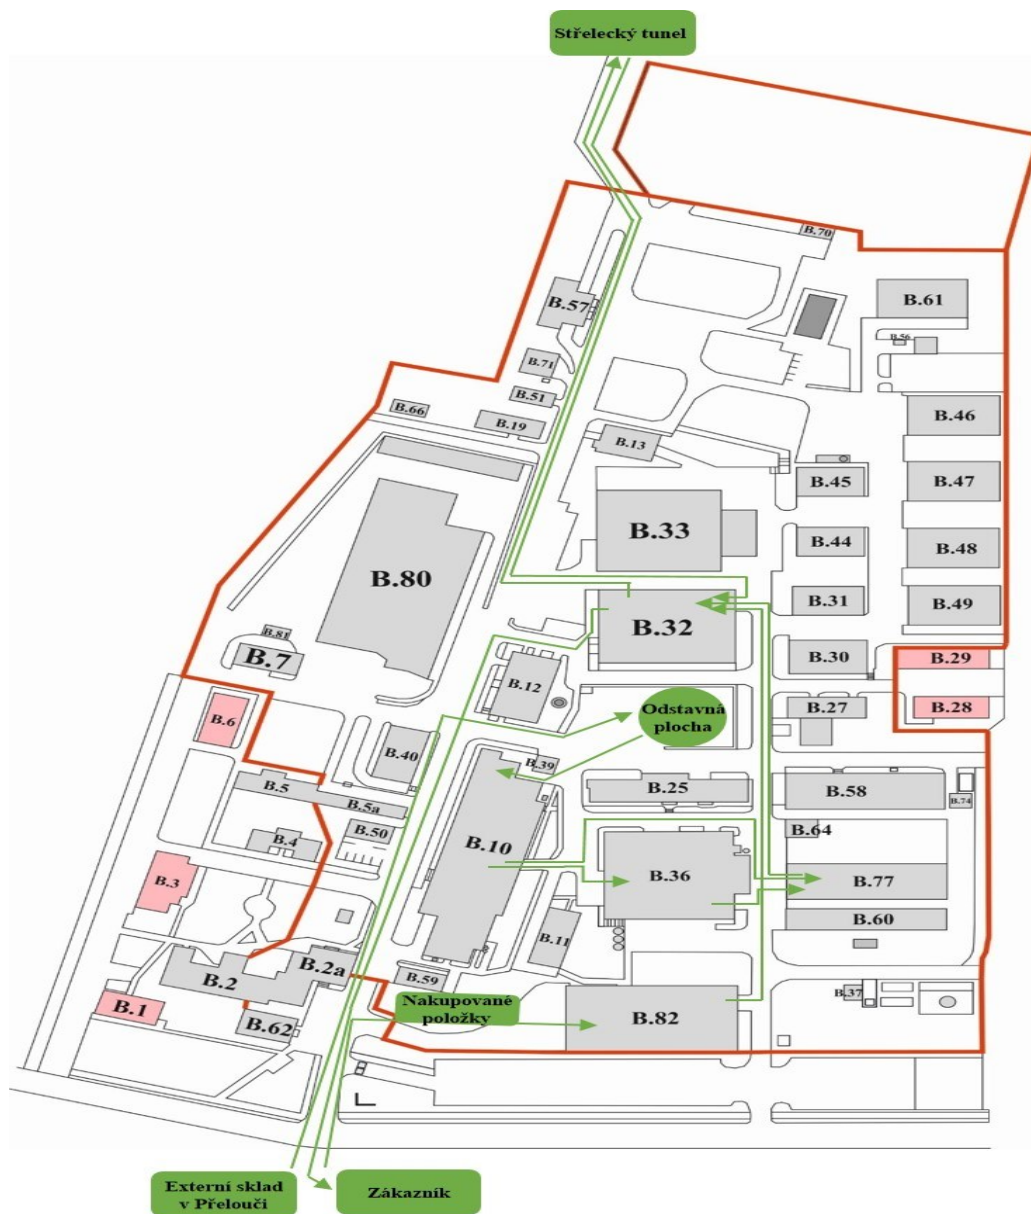 Střelecký tunel
B.70
B.57
B.61
B.56
B.71
B.51
B.66
B.19
B.46
B.13
B.45
B.47
B.33
B.44
B.48
B.80
B.31
B.49
B.32
B.81
B.7
B.30
B.29
B.12
B.6
Odstavná
plocha
B.27
B.28
B.40
B.39
B.5
B.5a
B.25
B.58
B.74
B.50
B.64
B.4
B.10
B.36
B.77
B.3
B.60
B.11
B.2a
B.2
B.59
B.37
Nakupované
položky
B.1
B.62
B.82
Externí sklad
v Přelouči
Zákazník